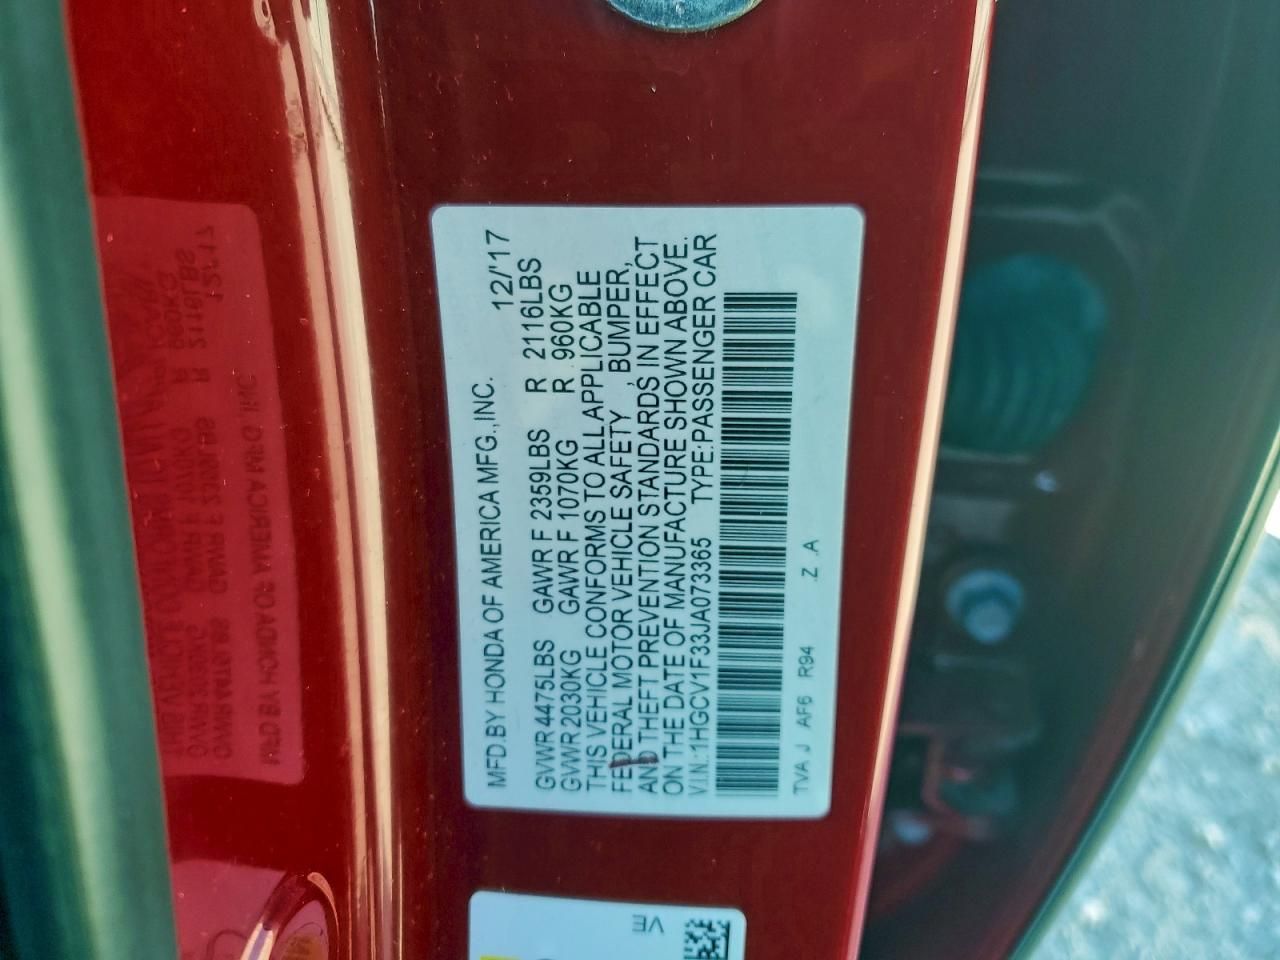 MFD.BY HONDA OF AMERICA MFG.,INC. 12/'17
GVWR 4475LBS GAWR F 2359LBS R 2116LBS
GVWR 2030KG GAWR F 1070KG R 960KG
THIS VEHICLE CONFORMS TO ALL APPLICABLE
FEDERAL MOTOR VEHICLE SAFETY, BUMPER,
AND THEFT PREVENTION STANDARDS, IN EFFECT
ON THE DATE OF MANUFACTURE SHOWN ABOVE.
V.I.N.:1HGCV1F33JA073365 TYPE:PASSENGER CAR
TVA J AF6 R94 .Z .A
VE